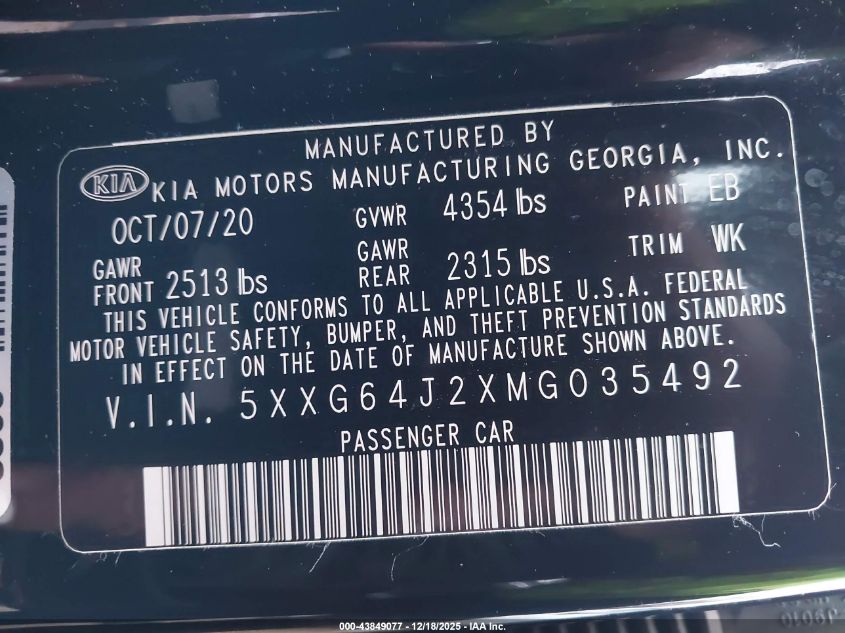 MANUFACTURED BY
KIA KIA MOTORS MANUFACTURING GEORGIA, INC.
OCT/07/20 GVWR 4354 lbs PAINT EB
GAWR FRONT 2513 lbs GAWR REAR 2315 lbs TRIM WK
THIS VEHICLE CONFORMS TO ALL APPLICABLE U.S.A. FEDERAL
MOTOR VEHICLE SAFETY, BUMPER, AND THEFT PREVENTION STANDARDS
IN EFFECT ON THE DATE OF MANUFACTURE SHOWN ABOVE.
V.I.N. 5XXG64J2XMG035492
PASSENGER CAR
000-43849077 - 12/18/2025 - IAA Inc.